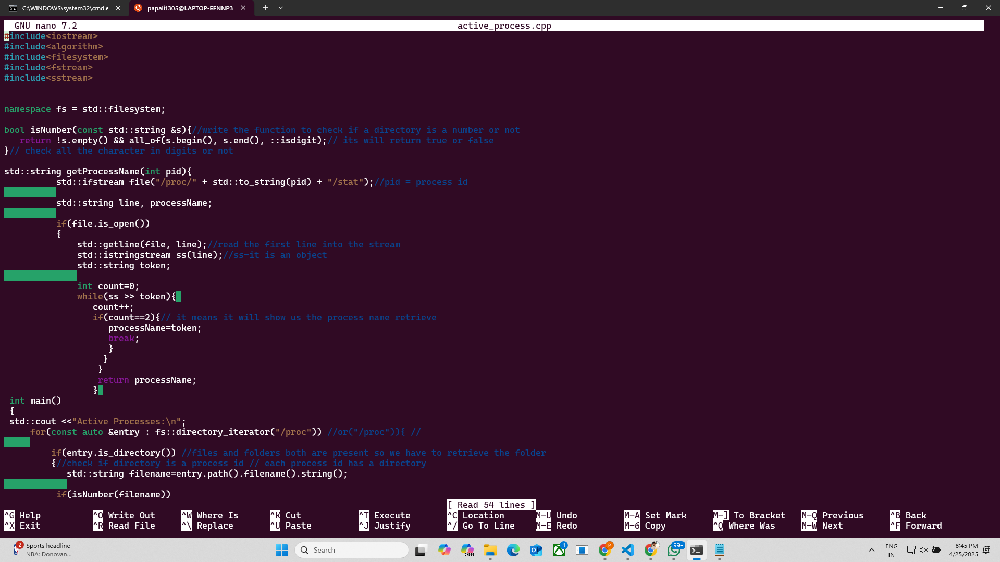 C:\WINDOWS\system32\cmd.e
papali1305@LAPTOP-EFNNP3
GNU nano 7.2 active_process.cpp
#include<iostream>
#include<algorithm>
#include<filesystem>
#include<fstream>
#include<sstream>
namespace fs = std::filesystem;
bool isNumber(const std::string &s){//write the function to check if a directory is a number or not
return !s.empty() && all_of(s.begin(), s.end(), ::isdigit);// its will return true or false
}// check all the character in digits or not
std::string getProcessName(int pid){
std::ifstream file("/proc/" + std::to_string(pid) + "/stat");//pid = process id
std::string line, processName;
if(file.is_open())
{
std::getline(file, line);//read the first line into the stream
std::istringstream ss(line);//ss-it is an object
std::string token;
int count=0;
while(ss >> token){
count++;
if(count==2){// it means it will show us the process name retrieve
processName=token;
break;
}
}
}
return processName;
}
int main()
{
std::cout <<"Active Processes:\n";
for(const auto &entry : fs::directory_iterator("/proc")) //or("/proc")){ //
if(entry.is_directory()) //files and folders both are present so we have to retrieve the folder
{//check if directory is a process id // each process id has a directory
std::string filename=entry.path().filename().string();
if(isNumber(filename))
[ Read 54 lines ]
^G Help ^O Write Out ^W Where Is ^K Cut ^T Execute ^C Location M-U Undo M-A Set Mark M-] To Bracket M-Q Previous ^B Back
^X Exit ^R Read File ^\ Replace ^U Paste ^J Justify ^/ Go To Line M-E Redo M-6 Copy ^Q Where Was M-W Next ^F Forward
2 Sports headline
NBA: Donovan...
Search
M365
1
P
99+
ENG
IN
8:45 PM
4/25/2025